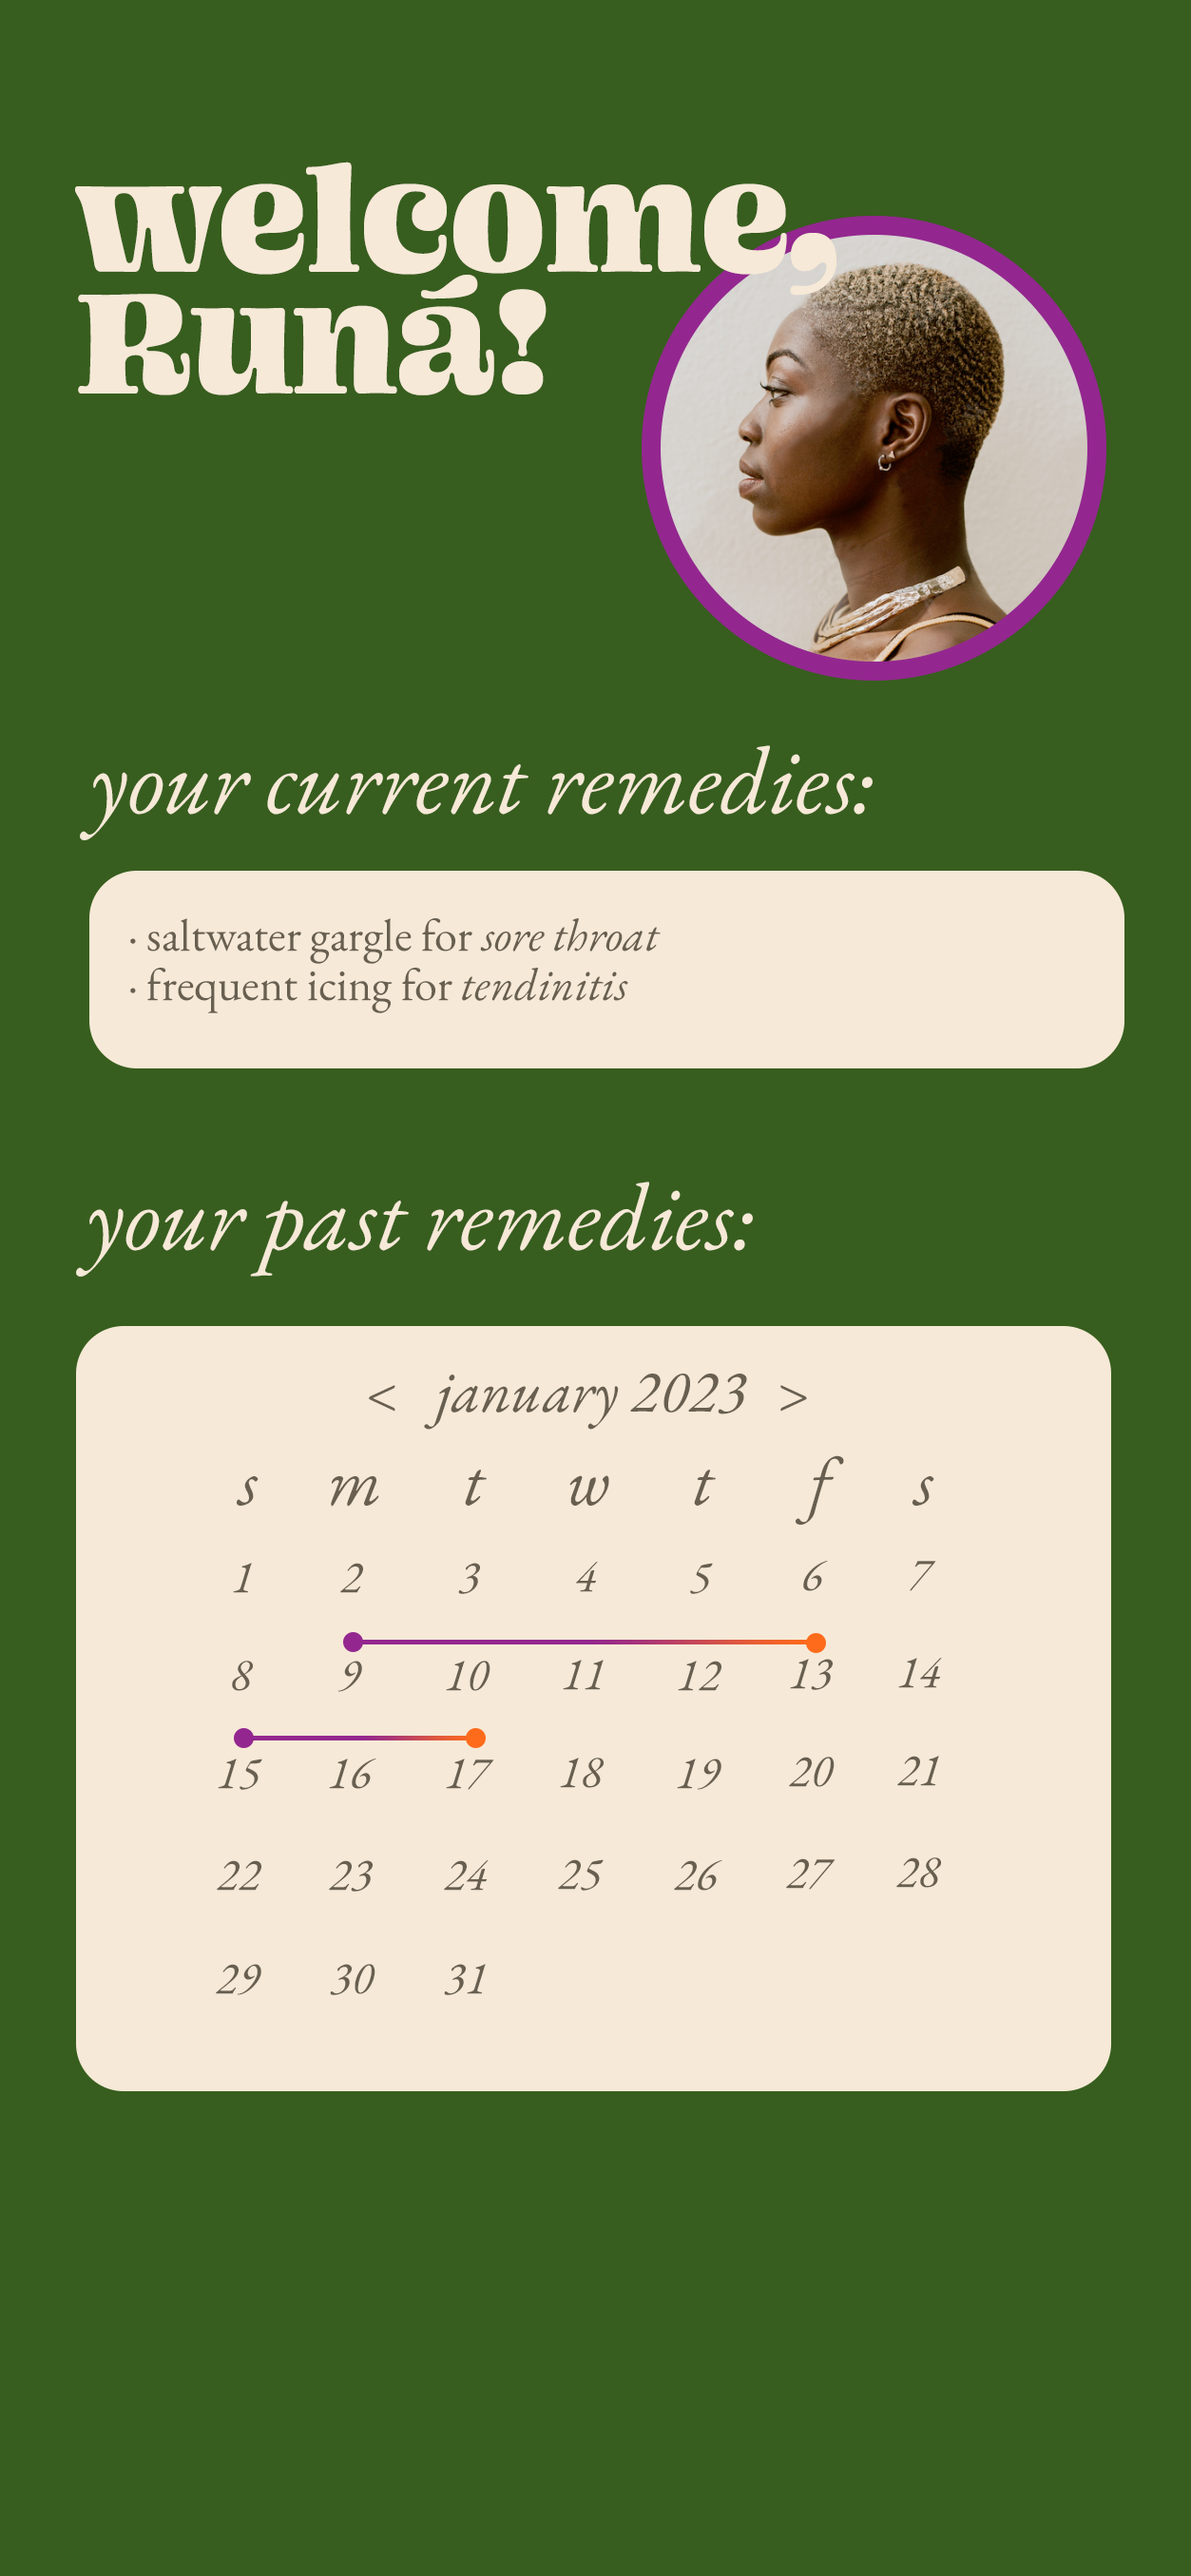 welcome,
Runá!
your current remedies:
· saltwater gargle for sore throat
· frequent icing for tendinitis
your past remedies:
< january 2023 >
s m t w t f s
1 2 3 4 5 6 7
8 9 10 11 12 13 14
15 16 17 18 19 20 21
22 23 24 25 26 27 28
29 30 31